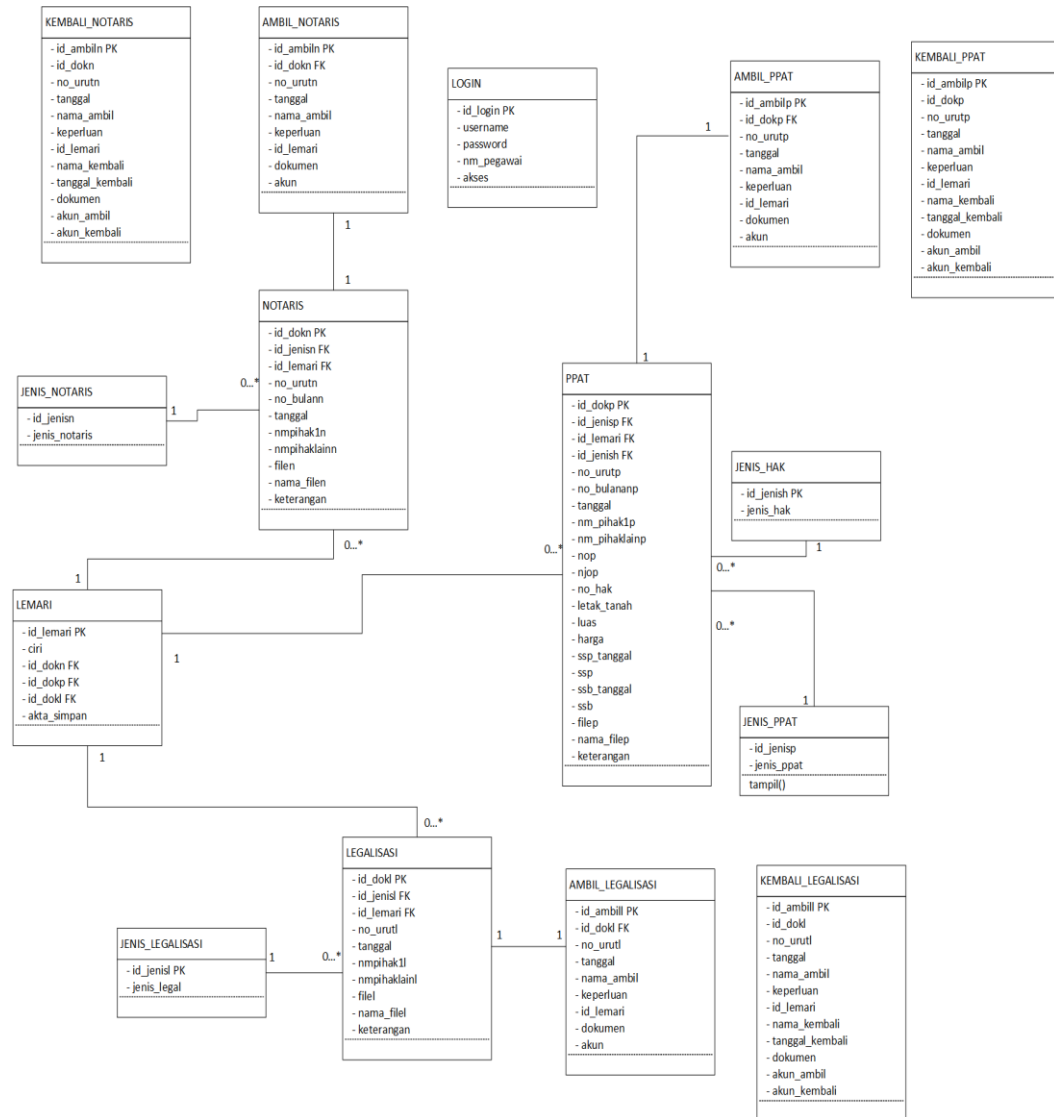 KEMBALI_NOTARIS
- id_ambiln PK
- id_dokn
- no_urutn
- tanggal
- nama_ambil
- keperluan
- id_lemari
- nama_kembali
- tanggal_kembali
- dokumen
- akun_ambil
- akun_kembali
AMBIL_NOTARIS
- id_ambiln PK
- id_dokn FK
- no_urutn
- tanggal
- nama_ambil
- keperluan
- id_lemari
- dokumen
- akun
LOGIN
- id_login PK
- username
- password
- nm_pegawai
- akses
AMBIL_PPAT
- id_ambilp PK
- id_dokp FK
- no_urutp
- tanggal
- nama_ambil
- keperluan
- id_lemari
- dokumen
- akun
KEMBALI_PPAT
- id_ambilp PK
- id_dokp
- no_urutp
- tanggal
- nama_ambil
- keperluan
- id_lemari
- nama_kembali
- tanggal_kembali
- dokumen
- akun_ambil
- akun_kembali
1
1
1
1
NOTARIS
- id_dokn PK
- id_jenisn FK
- id_lemari FK
- no_urutn
- no_bulann
- tanggal
- nmpihak1n
- nmpihaklainn
- filen
- nama_filen
- keterangan
JENIS_NOTARIS
- id_jenisn
- jenis_notaris
1
0...*
PPAT
- id_dokp PK
- id_jenisp FK
- id_lemari FK
- id_jenish FK
- no_urutp
- no_bulananp
- tanggal
- nm_pihak1p
- nm_pihaklainp
- nop
- njop
- no_hak
- letak_tanah
- luas
- harga
- ssp_tanggal
- ssp
- ssb_tanggal
- ssb
- filep
- nama_filep
- keterangan
JENIS_HAK
- id_jenish PK
- jenis_hak
1
0...*
0...*
0...*
0...*
1
1
1
LEMARI
- id_lemari PK
- ciri
- id_dokn FK
- id_dokp FK
- id_dokl FK
- akta_simpan
JENIS_PPAT
- id_jenisp
- jenis_ppat
tampil()
1
0...*
LEGALISASI
- id_dokl PK
- id_jenisl FK
- id_lemari FK
- no_urutl
- tanggal
- nmpihak1l
- nmpihaklainl
- filel
- nama_filel
- keterangan
JENIS_LEGALISASI
- id_jenisl PK
- jenis_legal
1
0...*
1
1
AMBIL_LEGALISASI
- id_ambill PK
- id_dokl FK
- no_urutl
- tanggal
- nama_ambil
- keperluan
- id_lemari
- dokumen
- akun
KEMBALI_LEGALISASI
- id_ambill PK
- id_dokl
- no_urutl
- tanggal
- nama_ambil
- keperluan
- id_lemari
- nama_kembali
- tanggal_kembali
- dokumen
- akun_ambil
- akun_kembali